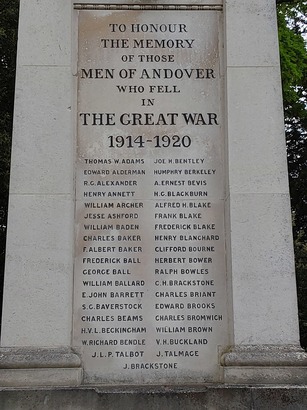 TO HONOUR
THE MEMORY
OF THOSE
MEN OF ANDOVER
WHO FELL
IN
THE GREAT WAR
1914-1920
THOMAS W. ADAMS JOE H. BENTLEY
EDWARD ALDERMAN HUMPHRY BERKELEY
R.G. ALEXANDER A. ERNEST BEVIS
HENRY ANNETT H.G. BLACKBURN
WILLIAM ARCHER ALFRED H. BLAKE
JESSE ASHFORD FRANK BLAKE
WILLIAM BADEN FREDERICK BLAKE
CHARLES BAKER HENRY BLANCHARD
F. ALBERT BAKER CLIFFORD BOURNE
FREDERICK BALL HERBERT BOWER
GEORGE BALL RALPH BOWLES
WILLIAM BALLARD C.H. BRACKSTONE
E. JOHN BARRETT CHARLES BRIANT
S.G. BAVERSTOCK EDWARD BROOKS
CHARLES BEAMS CHARLES BROMWICH
H.V.L. BECKINGHAM WILLIAM BROWN
W. RICHARD BENDLE V.H. BUCKLAND
J.L.P. TALBOT J. TALMAGE
J. BRACKSTONE